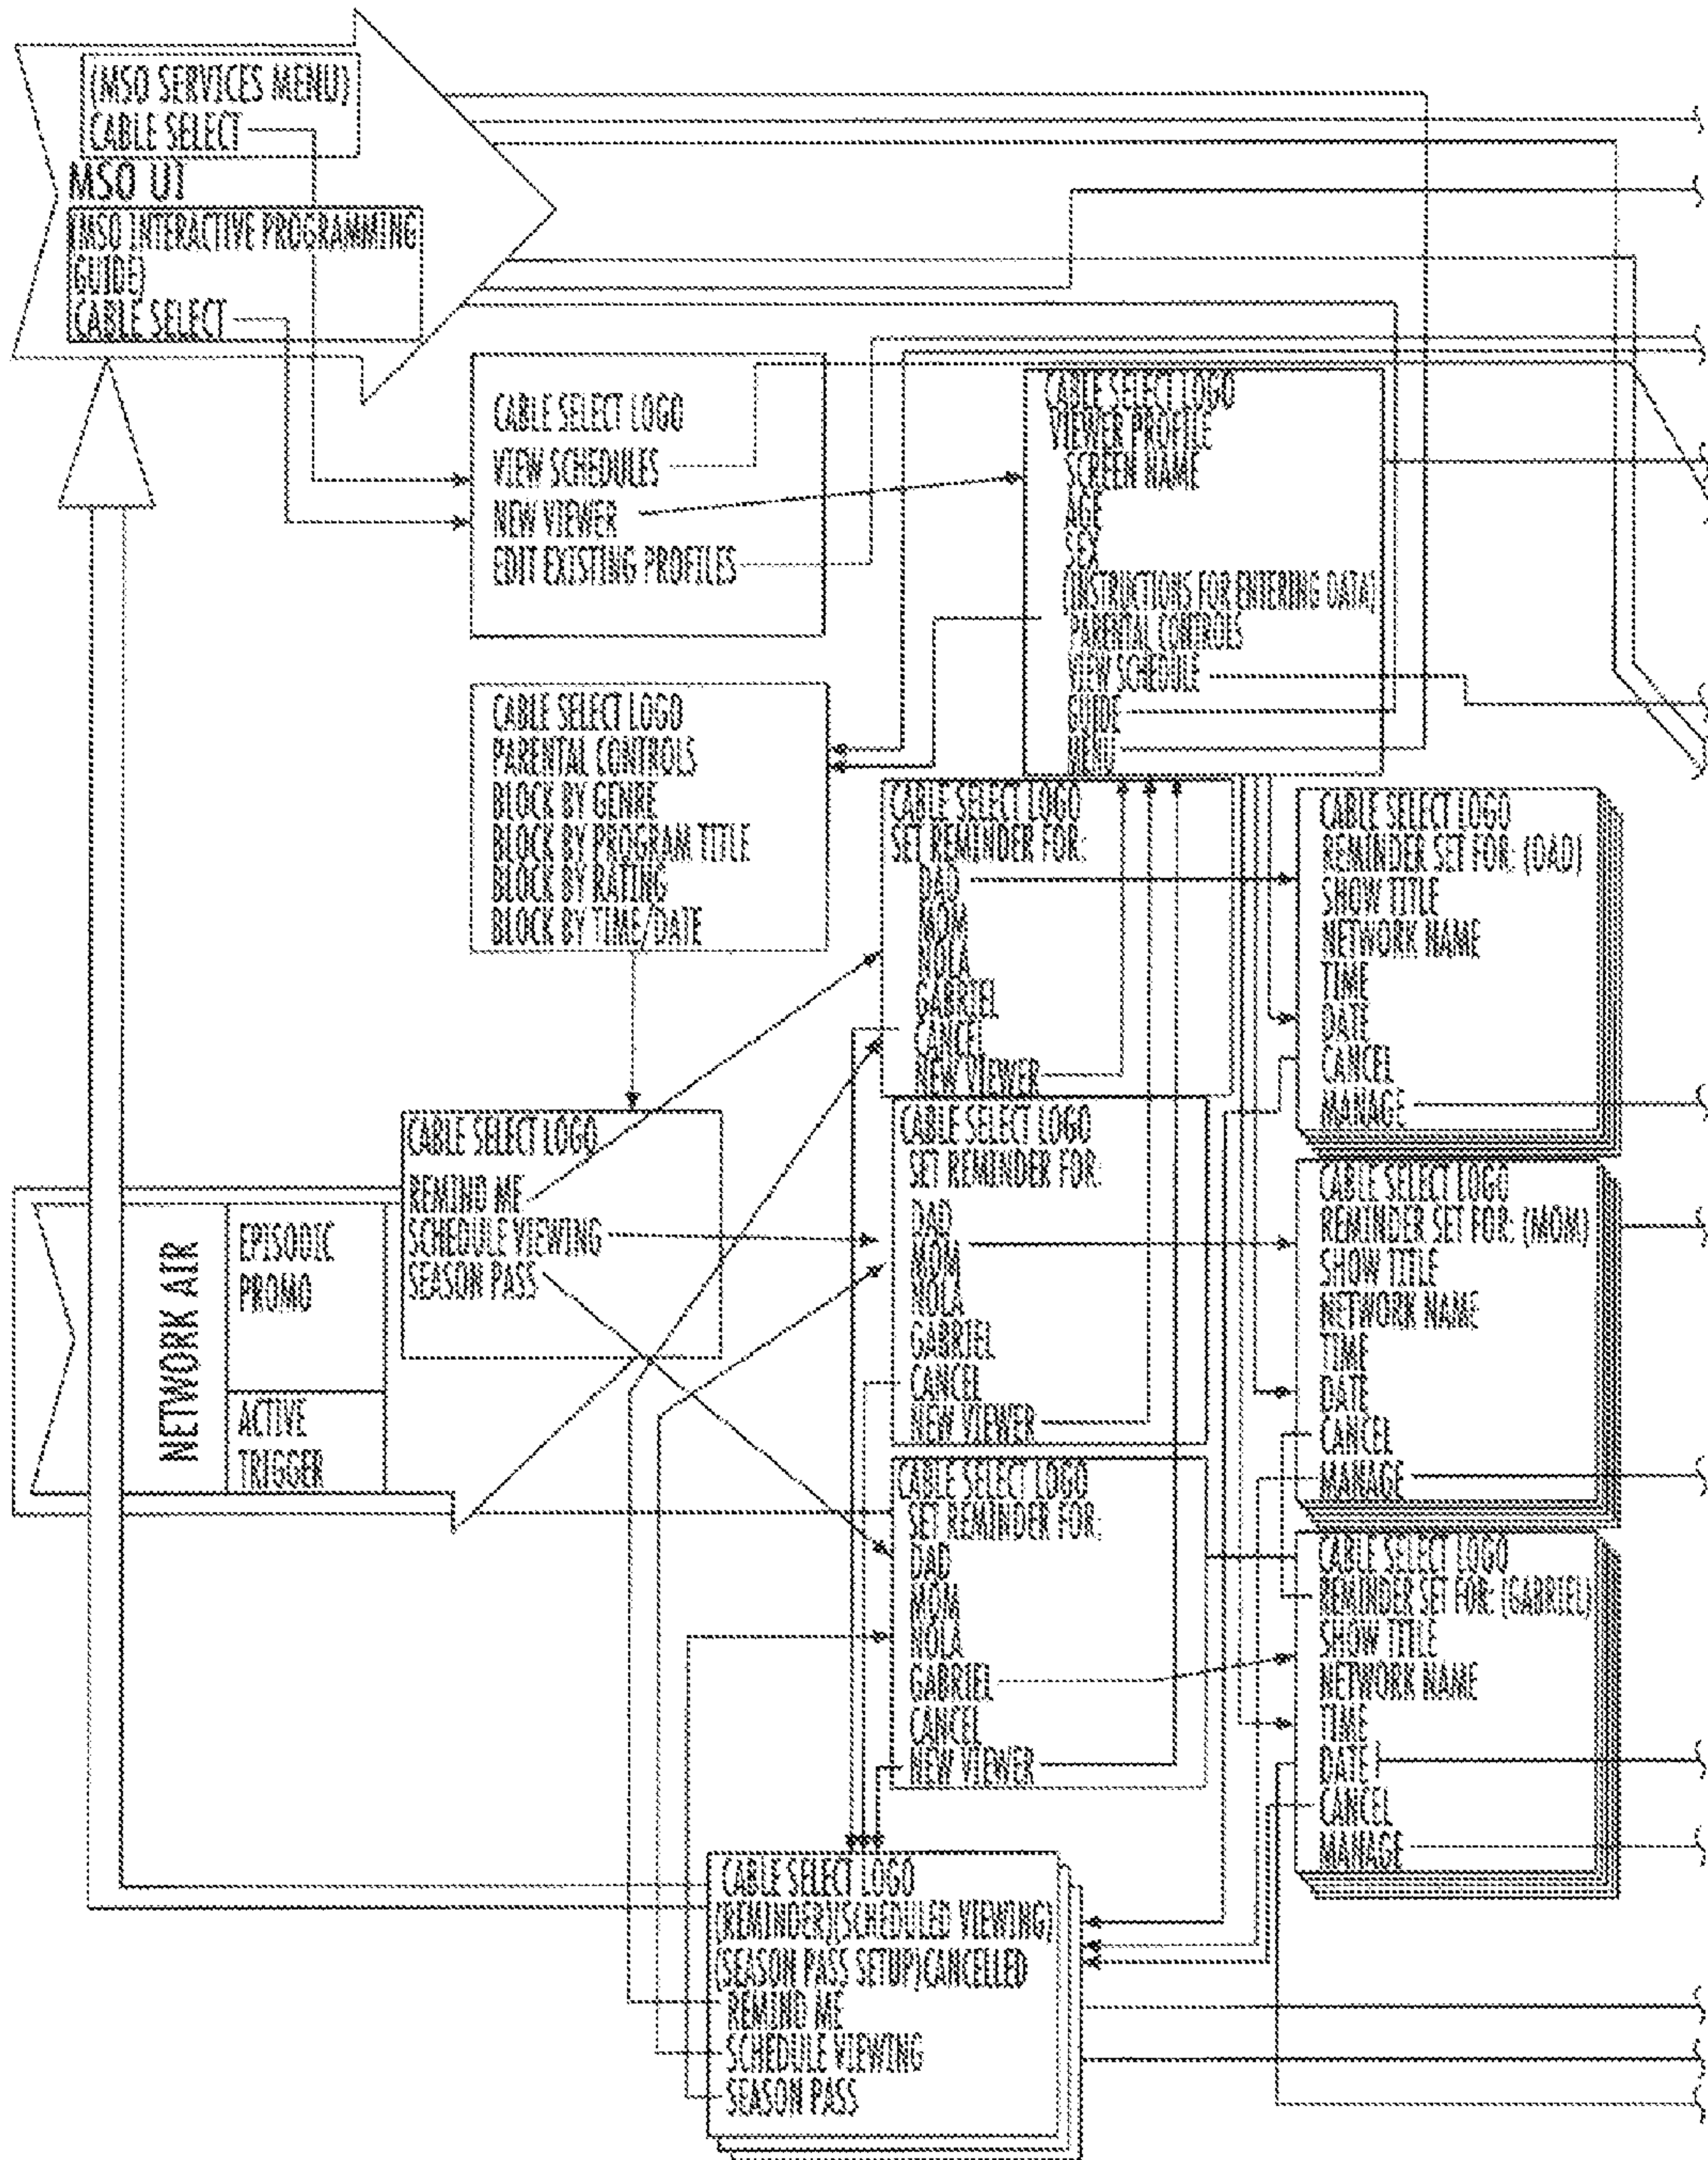 (MSO SERVICES MENU)
CABLE SELECT
MSO UI
(MSO INTERACTIVE PROGRAMMING
GUIDE)
CABLE SELECT
CABLE SELECT LOGO
VIEW SCHEDULES
NEW VIEWER
EDIT EXISTING PROFILES
CABLE SELECT LOGO
VIEWER PROFILE
SCREEN NAME
AGE
SEX
(INSTRUCTIONS FOR ENTERING DATA)
PARENTAL CONTROLS
VIEW SCHEDULE
GUIDE
MENU
CABLE SELECT LOGO
PARENTAL CONTROLS
BLOCK BY GENRE
BLOCK BY PROGRAM TITLE
BLOCK BY RATING
BLOCK BY TIME/DATE
CABLE SELECT LOGO
SET REMINDER FOR:
DAD
MOM
NOLA
GABRIEL
CANCEL
NEW VIEWER
CABLE SELECT LOGO
REMINDER SET FOR: (DAD)
SHOW TITLE
NETWORK NAME
TIME
DATE
CANCEL
MANAGE
NETWORK AIR
EPISODIC
PROMO
ACTIVE
TRIGGER
CABLE SELECT LOGO
REMIND ME
SCHEDULE VIEWING
SEASON PASS
CABLE SELECT LOGO
SET REMINDER FOR:
DAD
MOM
NOLA
GABRIEL
CANCEL
NEW VIEWER
CABLE SELECT LOGO
REMINDER SET FOR: (MOM)
SHOW TITLE
NETWORK NAME
TIME
DATE
CANCEL
MANAGE
CABLE SELECT LOGO
SET REMINDER FOR:
DAD
MOM
NOLA
GABRIEL
CANCEL
NEW VIEWER
CABLE SELECT LOGO
REMINDER SET FOR: (GABRIEL)
SHOW TITLE
NETWORK NAME
TIME
DATE
CANCEL
MANAGE
CABLE SELECT LOGO
(REMINDER)(SCHEDULED VIEWING)
(SEASON PASS SETUP)CANCELLED
REMIND ME
SCHEDULE VIEWING
SEASON PASS